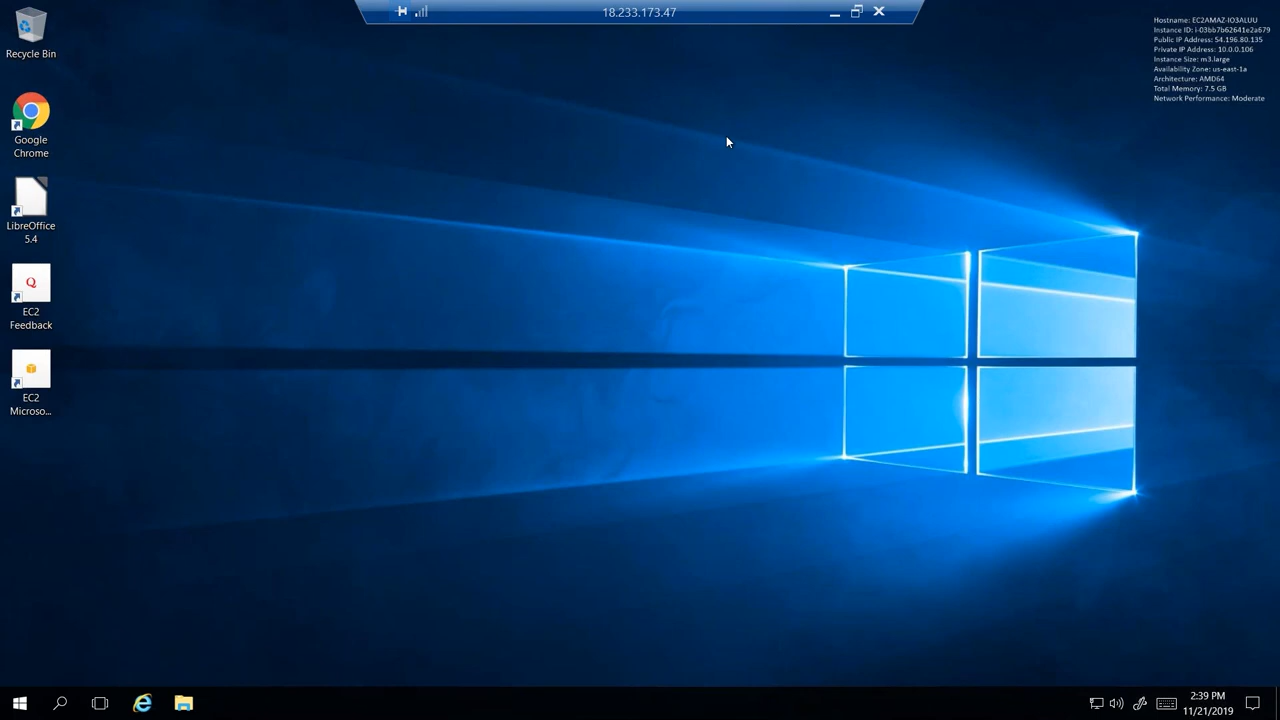 18.233.173.47
Hostname: EC2AMAZ-IO3ALUU
Instance ID: i-03bb7b62641e2a679
Public IP Address: 54.196.80.135
Private IP Address: 10.0.0.106
Instance Size: m3.large
Availability Zone: us-east-1a
Architecture: AMD64
Total Memory: 7.5 GB
Network Performance: Moderate
Recycle Bin
Google
Chrome
LibreOffice
5.4
Q
EC2
Feedback
EC2
Microso...
2:39 PM
11/21/2019